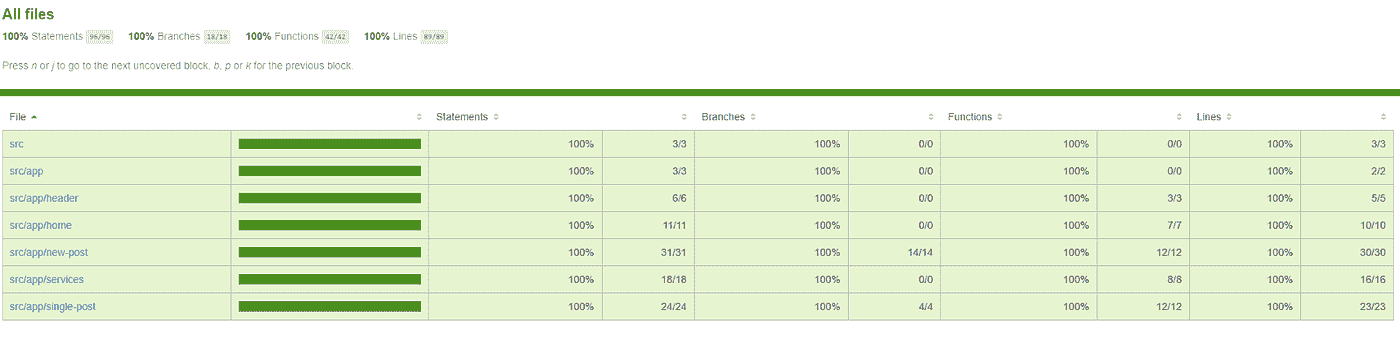 All files
100% Statements 96/96 100% Branches 18/18 100% Functions 42/42 100% Lines 89/89
Press n or j to go to the next uncovered block, b, p or k for the previous block.
File Statements Branches Functions Lines
src 100% 3/3 100% 0/0 100% 0/0 100% 3/3
src/app 100% 3/3 100% 0/0 100% 0/0 100% 2/2
src/app/header 100% 6/6 100% 0/0 100% 3/3 100% 5/5
src/app/home 100% 11/11 100% 0/0 100% 7/7 100% 10/10
src/app/new-post 100% 31/31 100% 14/14 100% 12/12 100% 30/30
src/app/services 100% 18/18 100% 0/0 100% 8/8 100% 16/16
src/app/single-post 100% 24/24 100% 4/4 100% 12/12 100% 23/23